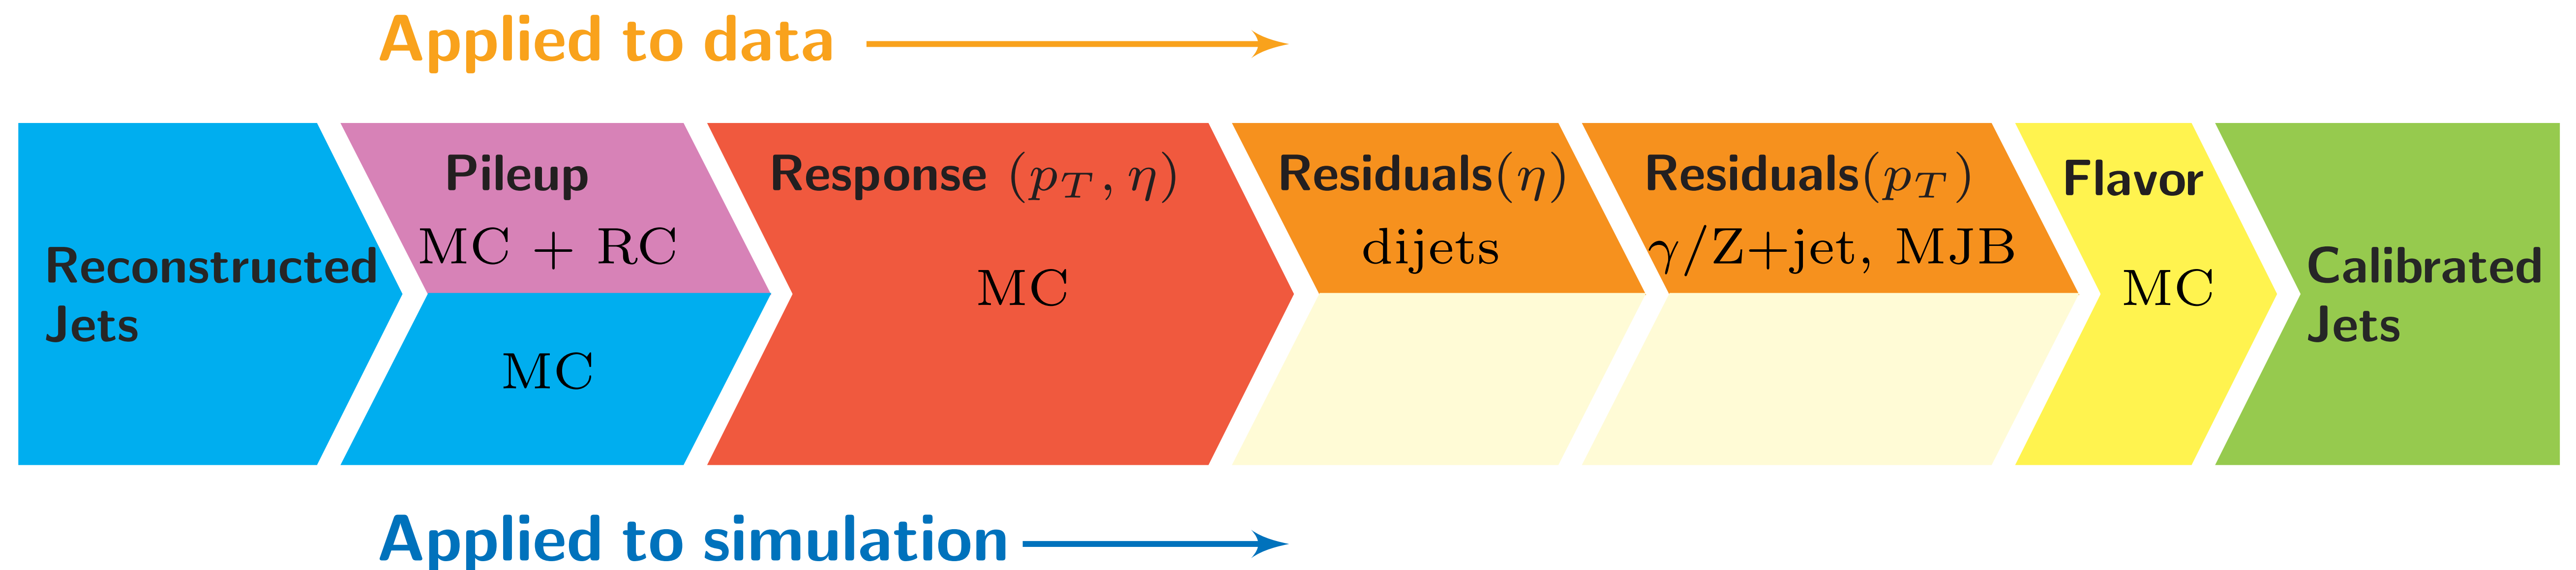 Applied to data
Reconstructed
Jets
Pileup
MC + RC
MC
Response (p_T, η)
MC
Residuals(η)
dijets
Residuals(p_T)
γ/Z+jet, MJB
Flavor
MC
Calibrated
Jets
Applied to simulation